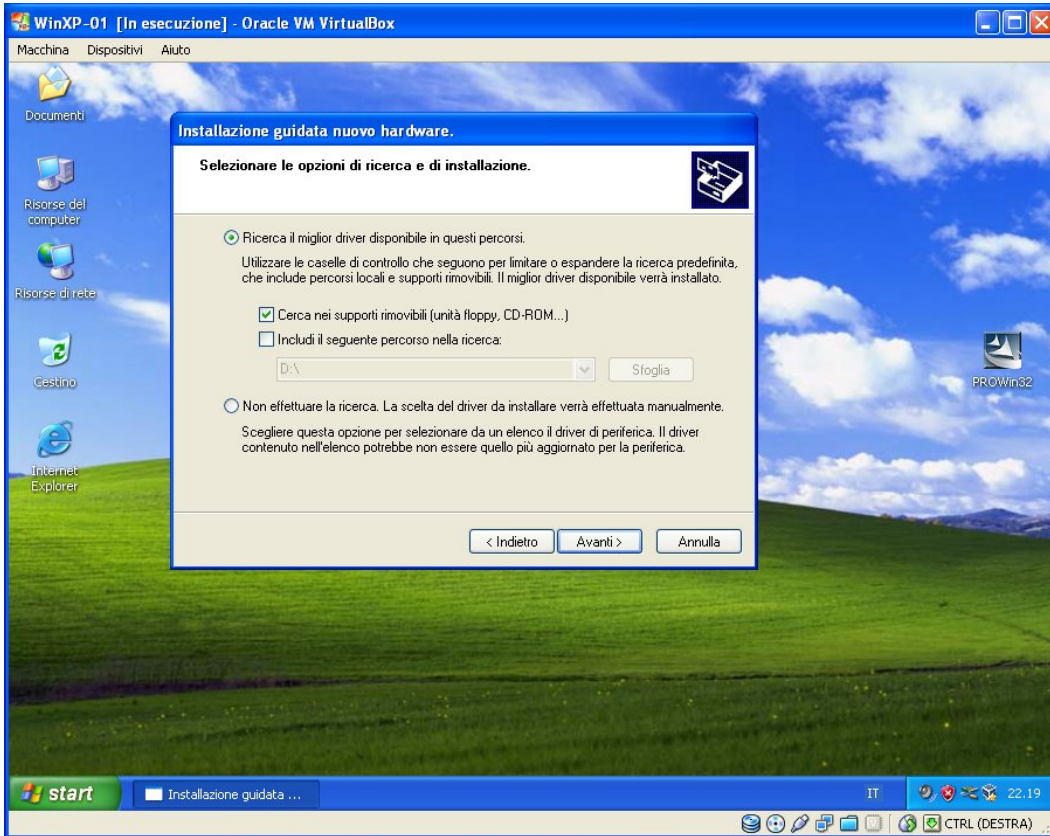 WinXP-01 [In esecuzione] - Oracle VM VirtualBox
Macchina Dispositivi Aiuto
Documenti
Risorse del
computer
Risorse di rete
Cestino
Internet
Explorer
PROWin32
Installazione guidata nuovo hardware.
Selezionare le opzioni di ricerca e di installazione.
Ricerca il miglior driver disponibile in questi percorsi.
Utilizzare le caselle di controllo che seguono per limitare o espandere la ricerca predefinita,
che include percorsi locali e supporti rimovibili. Il miglior driver disponibile verrà installato.
Cerca nei supporti rimovibili (unità floppy, CD-ROM...)
Includi il seguente percorso nella ricerca:
D:\
Sfoglia
Non effettuare la ricerca. La scelta del driver da installare verrà effettuata manualmente.
Scegliere questa opzione per selezionare da un elenco il driver di periferica. Il driver
contenuto nell'elenco potrebbe non essere quello più aggiornato per la periferica.
< Indietro Avanti > Annulla
start Installazione guidata ... IT 22.19
CTRL (DESTRA)